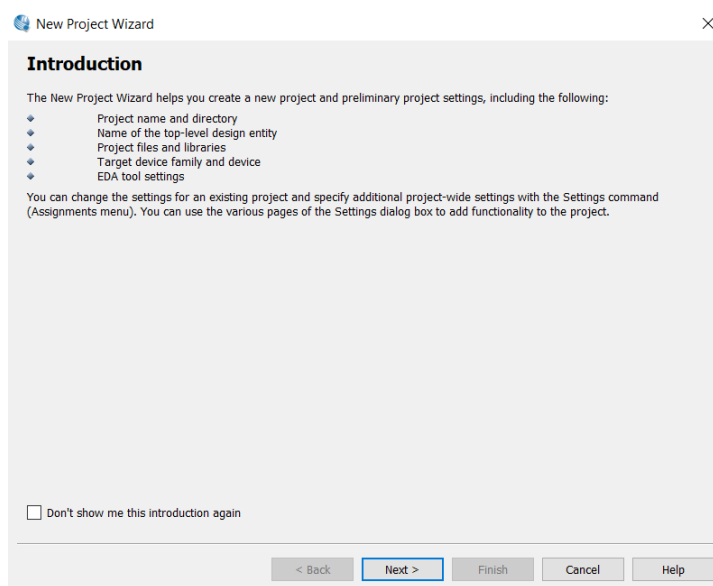 New Project Wizard
Introduction
The New Project Wizard helps you create a new project and preliminary project settings, including the following:
Project name and directory
Name of the top-level design entity
Project files and libraries
Target device family and device
EDA tool settings
You can change the settings for an existing project and specify additional project-wide settings with the Settings command
(Assignments menu). You can use the various pages of the Settings dialog box to add functionality to the project.
Don't show me this introduction again
< Back Next > Finish Cancel Help